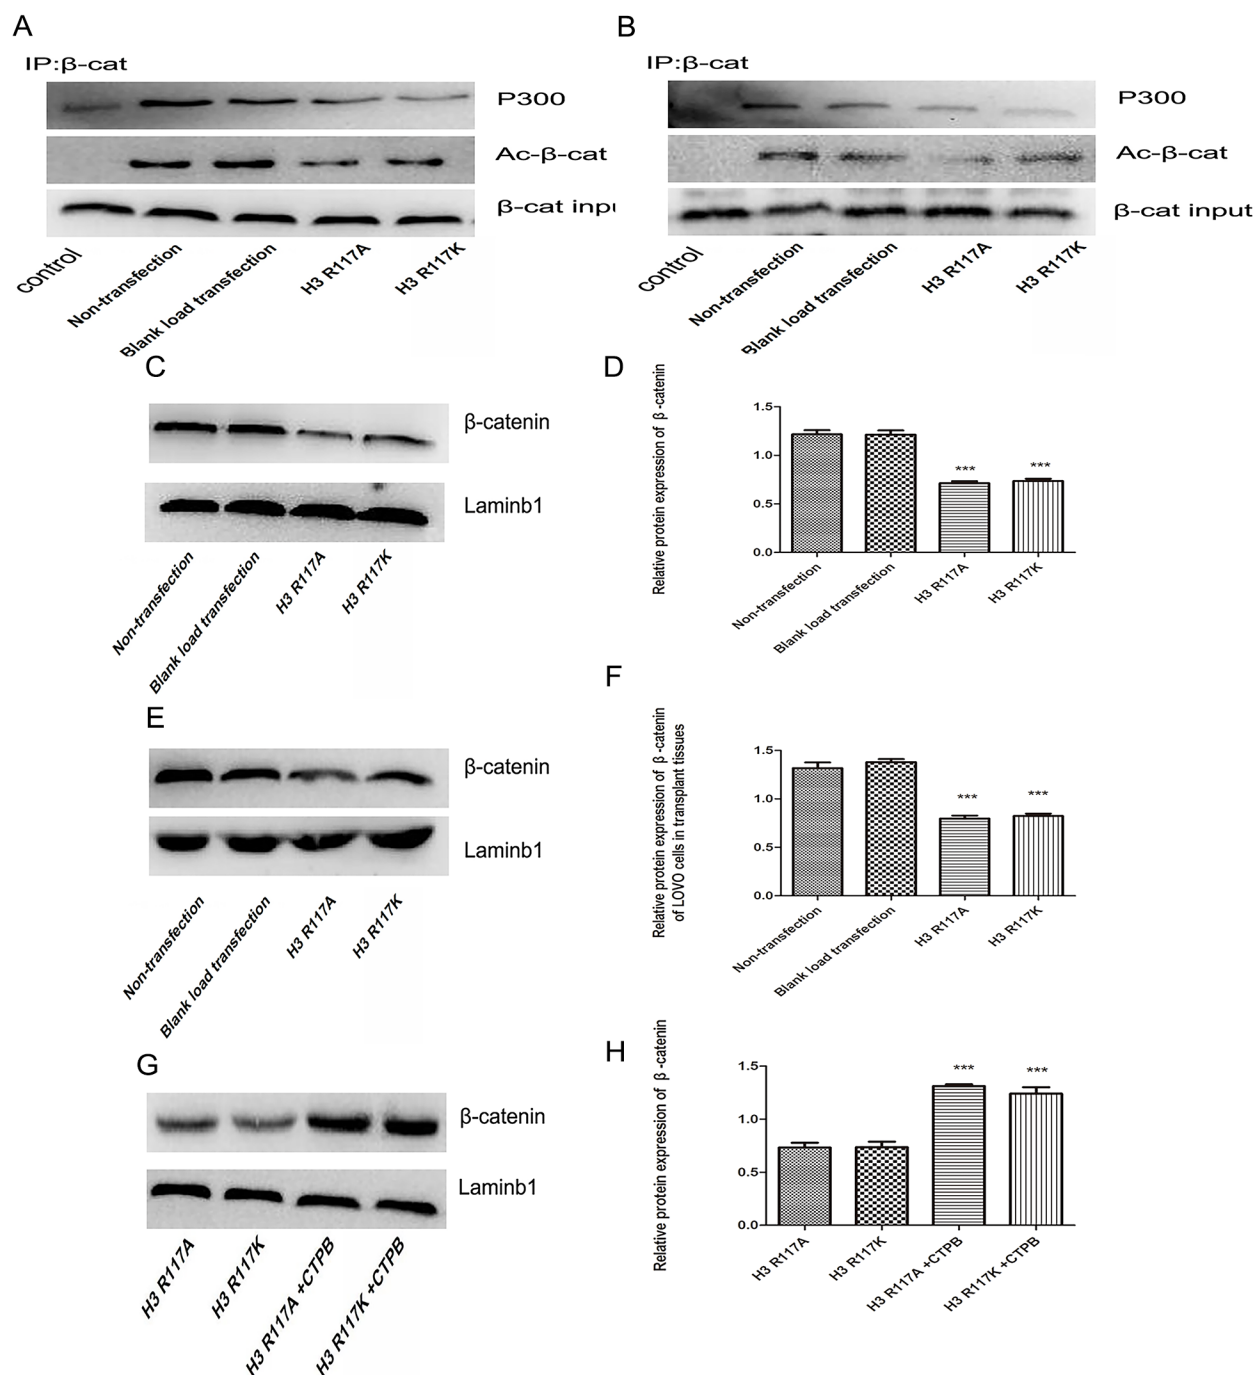 A
IP:β-cat
P300
Ac-β-cat
β-cat inpu
Control
Non-transfection
Blank load transfection
H3 R117A
H3 R117K
B
IP:β-cat
P300
Ac-β-cat
β-cat input
Control
Non-transfection
Blank load transfection
H3 R117A
H3 R117K
C
β-catenin
Laminb1
Non-transfection
Blank load transfection
H3 R117A
H3 R117K
D
Relative protein expression of β -catenin
1.5
1.0
0.5
0.0
***
***
Non-transfection
Blank load transfection
H3 R117A
H3 R117K
E
β-catenin
Laminb1
Non-transfection
Blank load transfection
H3 R117A
H3 R117K
F
Relative protein expression of β -catenin
of LOVO cells in transplant tissues
1.5
1.0
0.5
0.0
***
***
Non-transfection
Blank load transfection
H3 R117A
H3 R117K
G
β-catenin
Laminb1
H3 R117A
H3 R117K
H3 R117A +CTPB
H3 R117K +CTPB
H
Relative protein expression of β -catenin
1.5
1.0
0.5
0.0
***
***
H3 R117A
H3 R117K
H3 R117A +CTPB
H3 R117K +CTPB